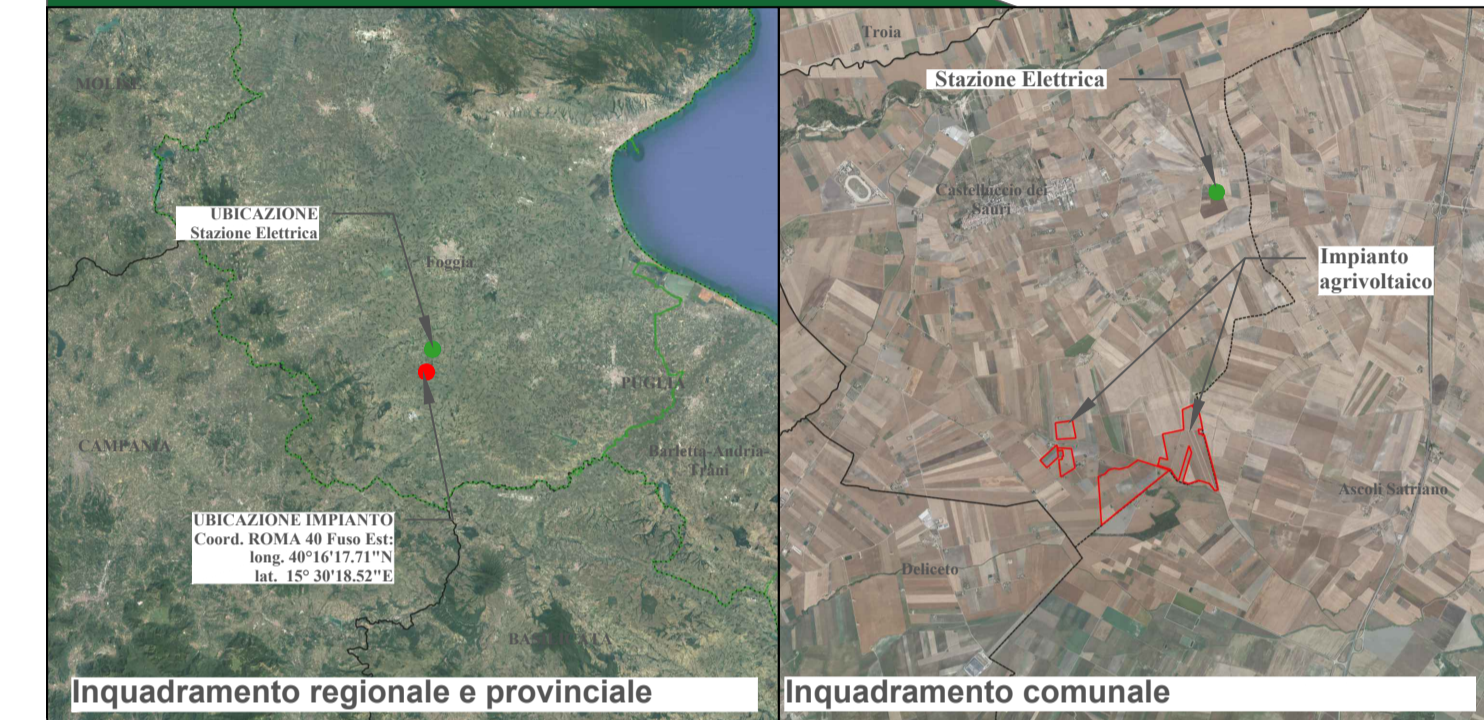 MOLISE
UBICAZIONE
Stazione Elettrica
Foggia
PUGLIA
CAMPANIA
Barletta-Andria-
Trani
UBICAZIONE IMPIANTO
Coord. ROMA 40 Fuso Est:
long. 40°16'17.71"N
lat. 15° 30'18.52"E
BASILICATA
Inquadramento regionale e provinciale
Troia
Stazione Elettrica
Castelluccio dei
Sauri
Impianto
agrivoltaico
Ascoli Satriano
Deliceto
Inquadramento comunale